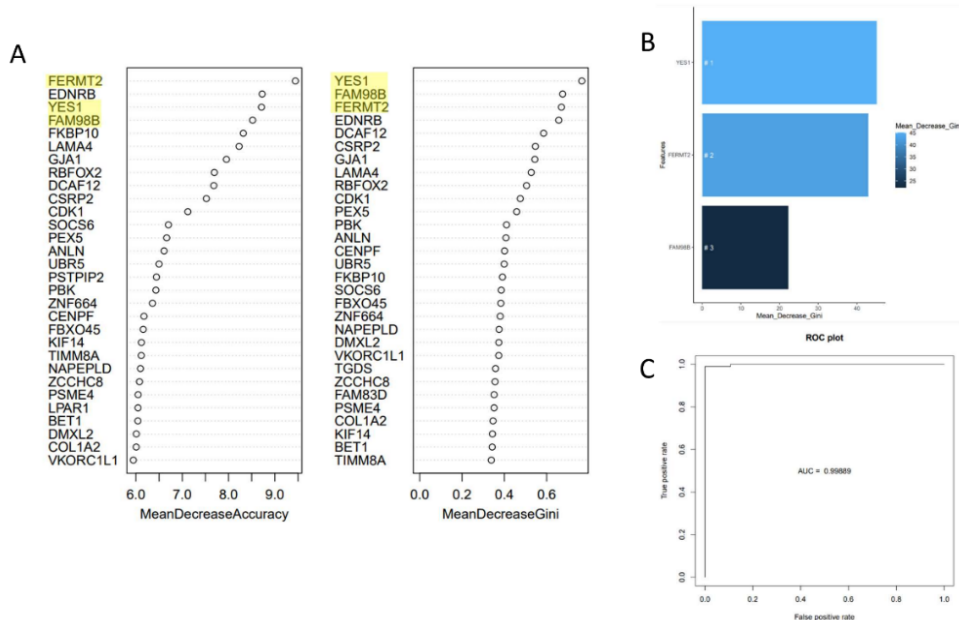 A
FERMT2
EDNRB
YES1
FAM98B
FKBP10
LAMA4
GJA1
RBFOX2
DCAF12
CSRP2
CDK1
SOCS6
PEX5
ANLN
UBR5
PSTPIP2
PBK
ZNF664
CENPF
FBXO45
KIF14
TIMM8A
NAPEPLD
ZCCHC8
PSME4
LPAR1
BET1
DMXL2
COL1A2
VKORC1L1
6.0 7.0 8.0 9.0
MeanDecreaseAccuracy
YES1
FAM98B
FERMT2
EDNRB
DCAF12
CSRP2
GJA1
LAMA4
RBFOX2
CDK1
PEX5
PBK
ANLN
CENPF
UBR5
FKBP10
SOCS6
FBXO45
ZNF664
NAPEPLD
DMXL2
VKORC1L1
TGDS
ZCCHC8
FAM83D
PSME4
COL1A2
KIF14
BET1
TIMM8A
0.0 0.2 0.4 0.6
MeanDecreaseGini
B
Features
YES1
# 1
FERMT2
# 2
FAM98B
# 3
0 10 20 30 40
Mean_Decrease_Gini
Mean_Decrease_Gini
45
40
35
30
25
C
ROC plot
True positive rate
1.0
0.8
0.6
0.4
0.2
0.0
AUC = 0.99889
0.0 0.2 0.4 0.6 0.8 1.0
False positive rate